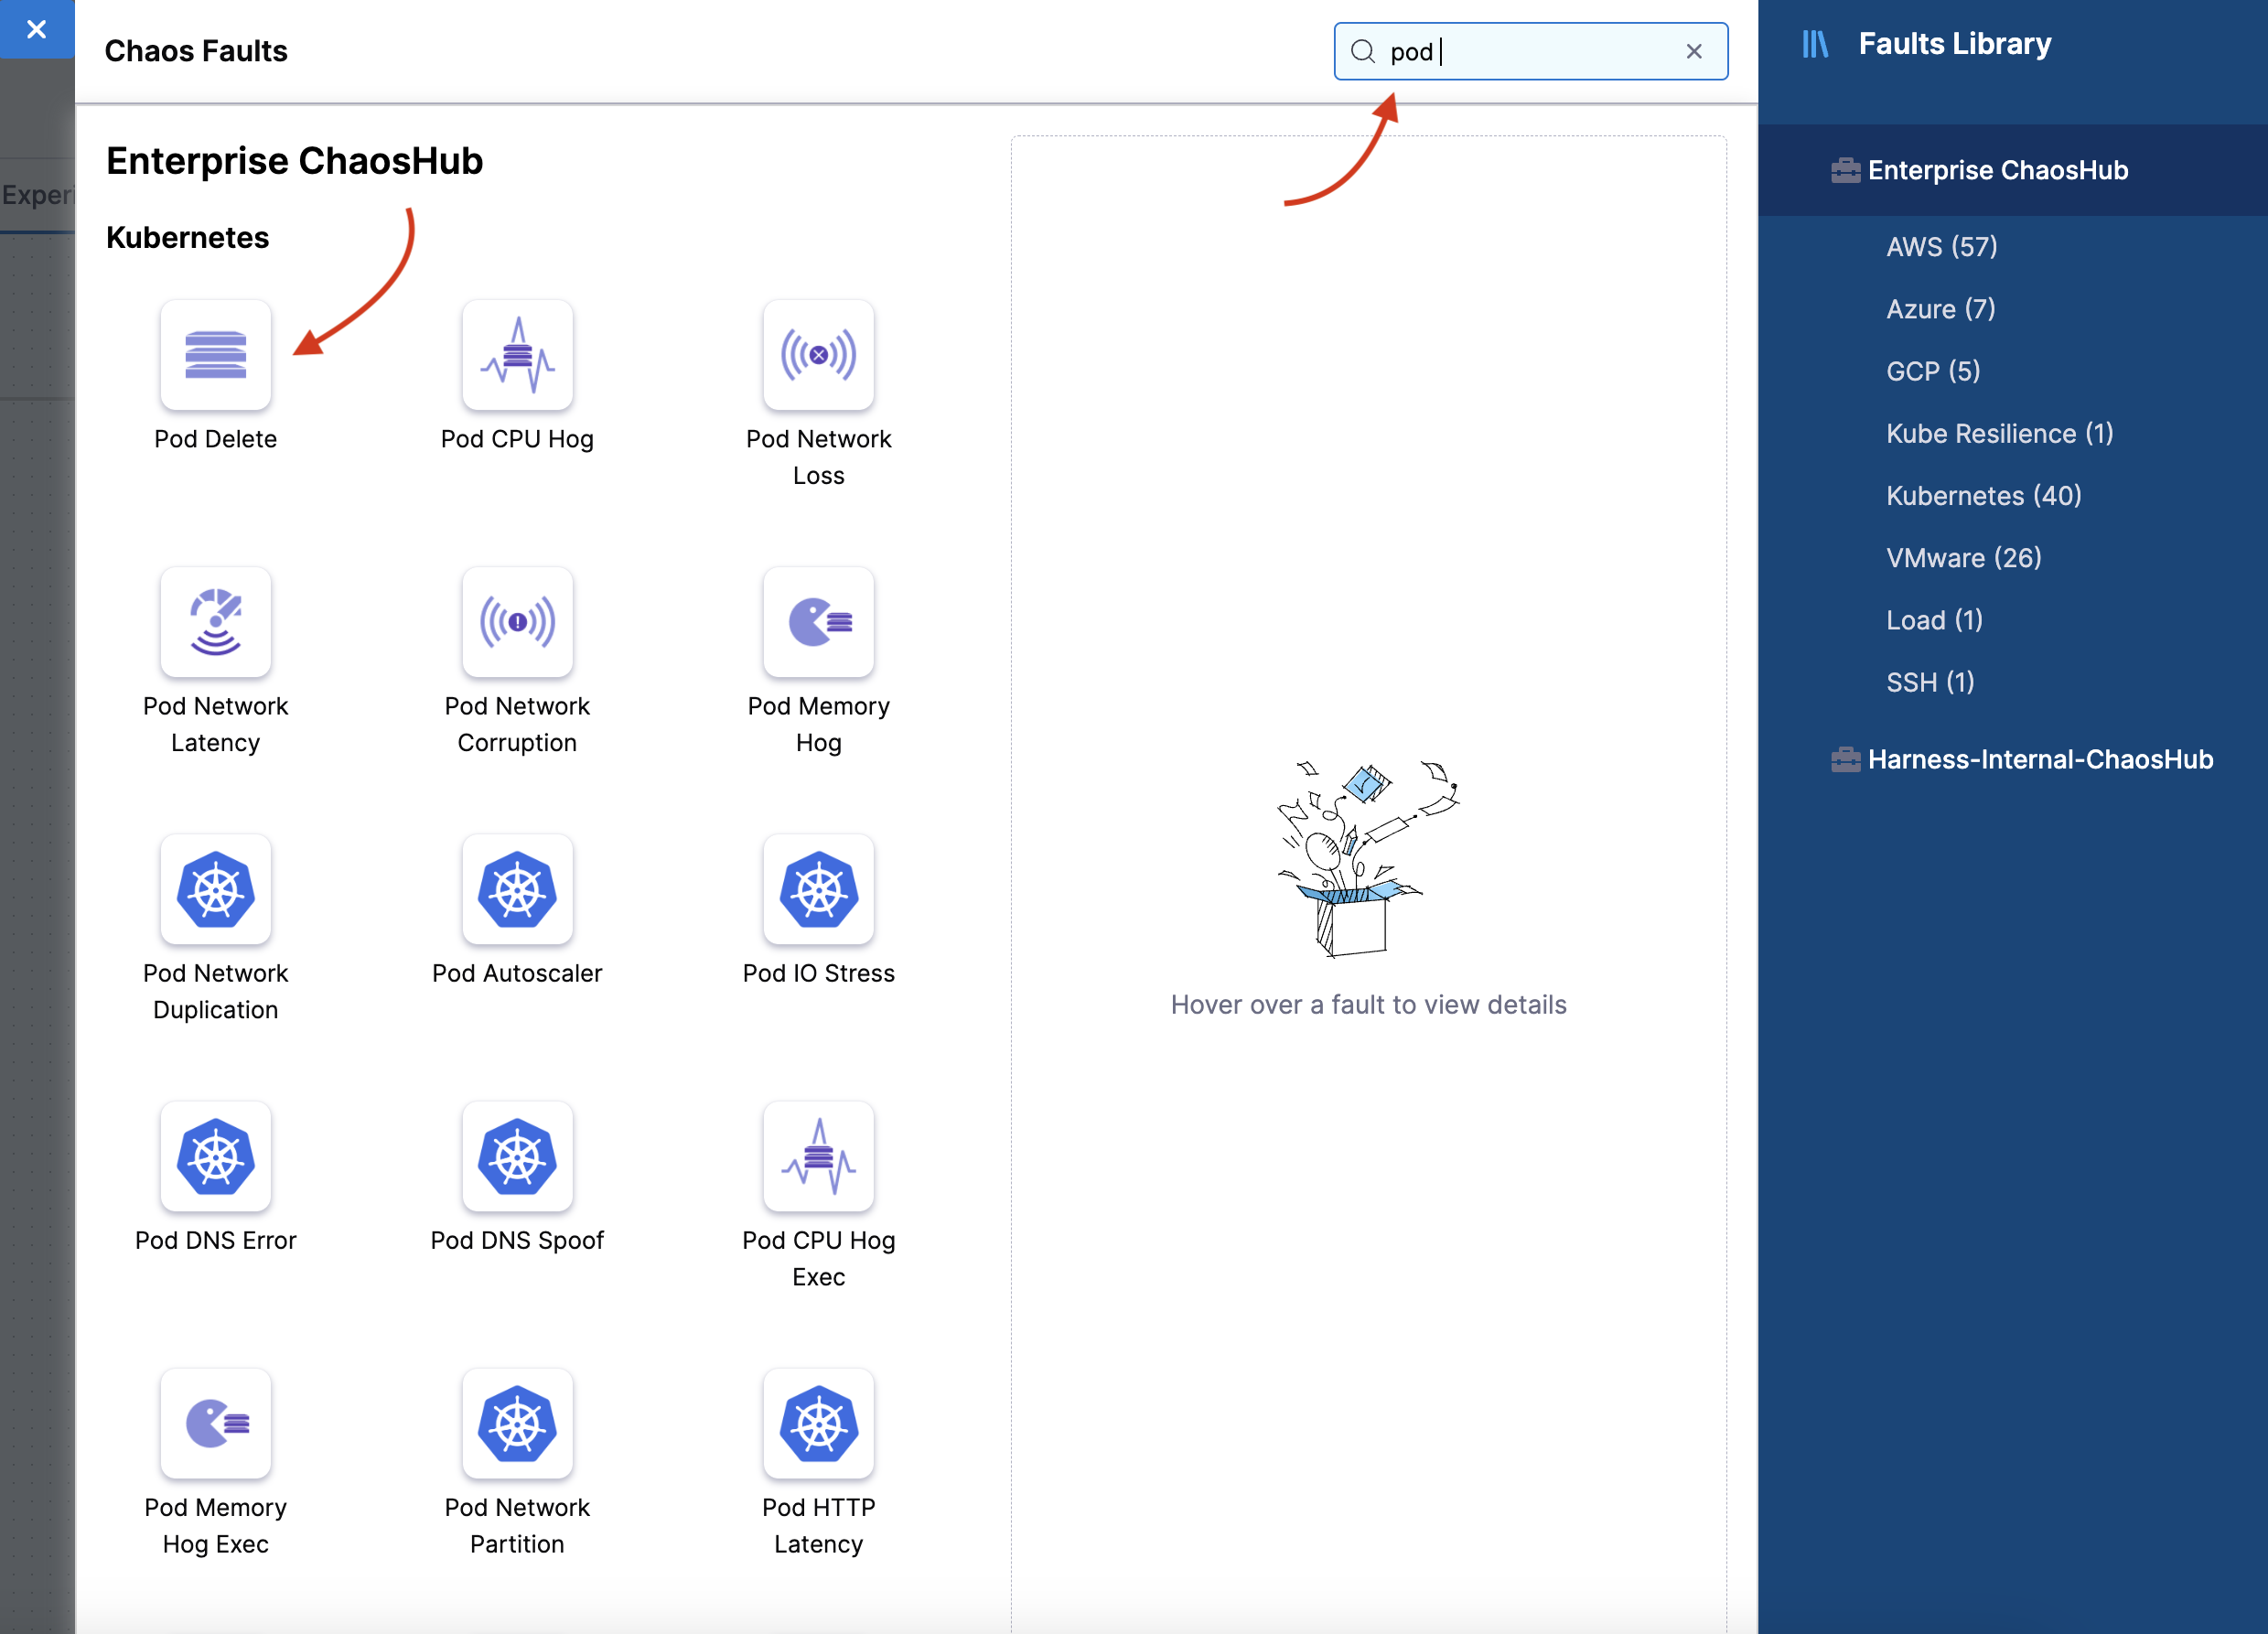 Chaos Faults
pod
Faults Library
Experi
Enterprise ChaosHub
Kubernetes
Pod Delete
Pod CPU Hog
Pod Network
Loss
Pod Network
Latency
Pod Network
Corruption
Pod Memory
Hog
Pod Network
Duplication
Pod Autoscaler
Pod IO Stress
Pod DNS Error
Pod DNS Spoof
Pod CPU Hog
Exec
Pod Memory
Hog Exec
Pod Network
Partition
Pod HTTP
Latency
Hover over a fault to view details
Enterprise ChaosHub
AWS (57)
Azure (7)
GCP (5)
Kube Resilience (1)
Kubernetes (40)
VMware (26)
Load (1)
SSH (1)
Harness-Internal-ChaosHub